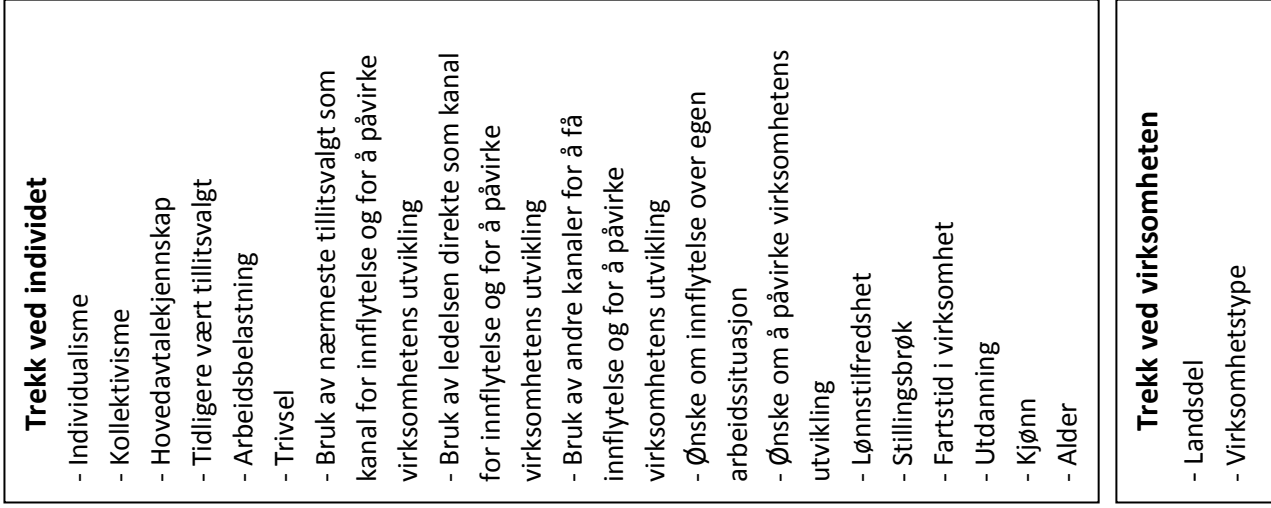 Trekk ved individet
- Individualisme
- Kollektivisme
- Hovedavtalekjennskap
- Tidligere vært tillitsvalgt
- Arbeidsbelastning
- Trivsel
- Bruk av nærmeste tillitsvalgt som
kanal for innflytelse og for å påvirke
virksomhetens utvikling
- Bruk av ledelsen direkte som kanal
for innflytelse og for å påvirke
virksomhetens utvikling
- Bruk av andre kanaler for å få
innflytelse og for å påvirke
virksomhetens utvikling
- Ønske om innflytelse over egen
arbeidssituasjon
- Ønske om å påvirke virksomhetens
utvikling
- Lønnstilfredshet
- Stillingsbrøk
- Fartstid i virksomhet
- Utdanning
- Kjønn
- Alder
Trekk ved virksomheten
- Landsdel
- Virksomhetstype